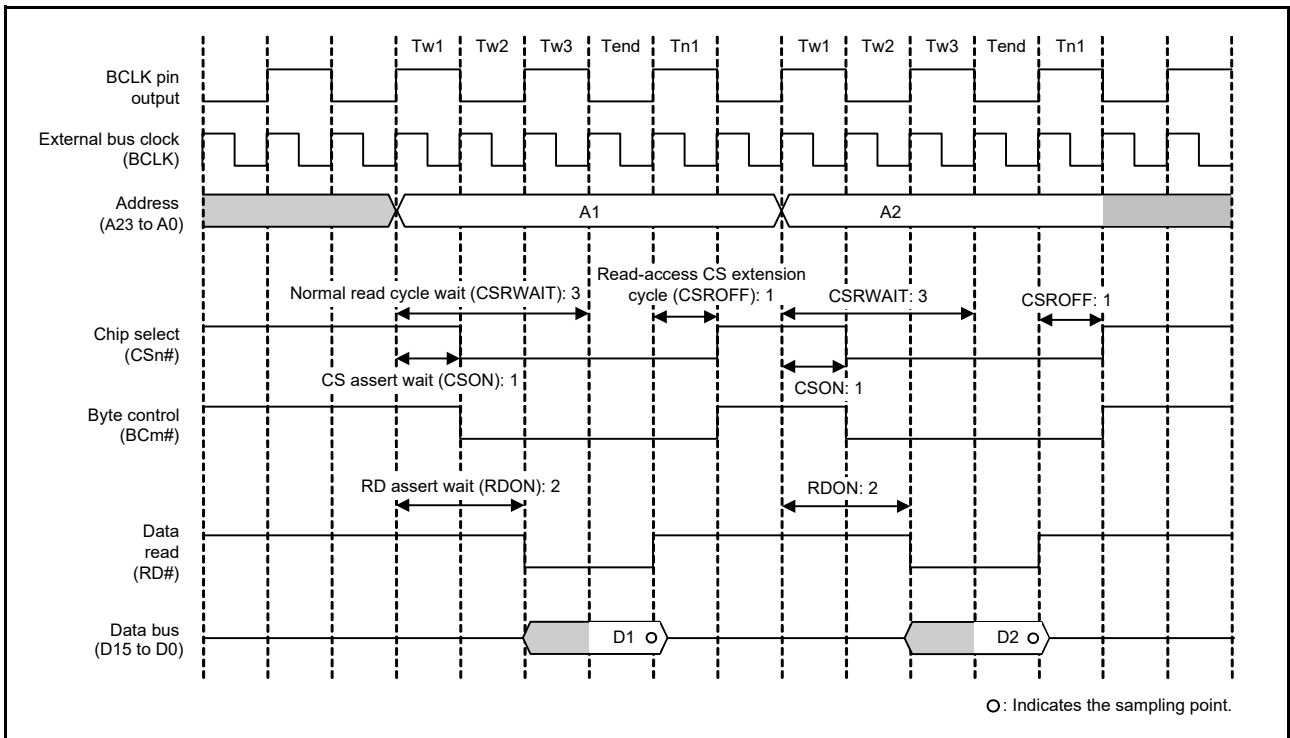 Tw1 Tw2 Tw3 Tend Tn1 Tw1 Tw2 Tw3 Tend Tn1
BCLK pin
output
External bus clock
(BCLK)
Address
(A23 to A0)
A1 A2
Normal read cycle wait (CSRWAIT): 3
Read-access CS extension
cycle (CSROFF): 1
CSRWAIT: 3
CSROFF: 1
Chip select
(CSn#)
CS assert wait (CSON): 1
CSON: 1
Byte control
(BCm#)
RD assert wait (RDON): 2
RDON: 2
Data
read
(RD#)
Data bus
(D15 to D0)
D1 D2
: Indicates the sampling point.